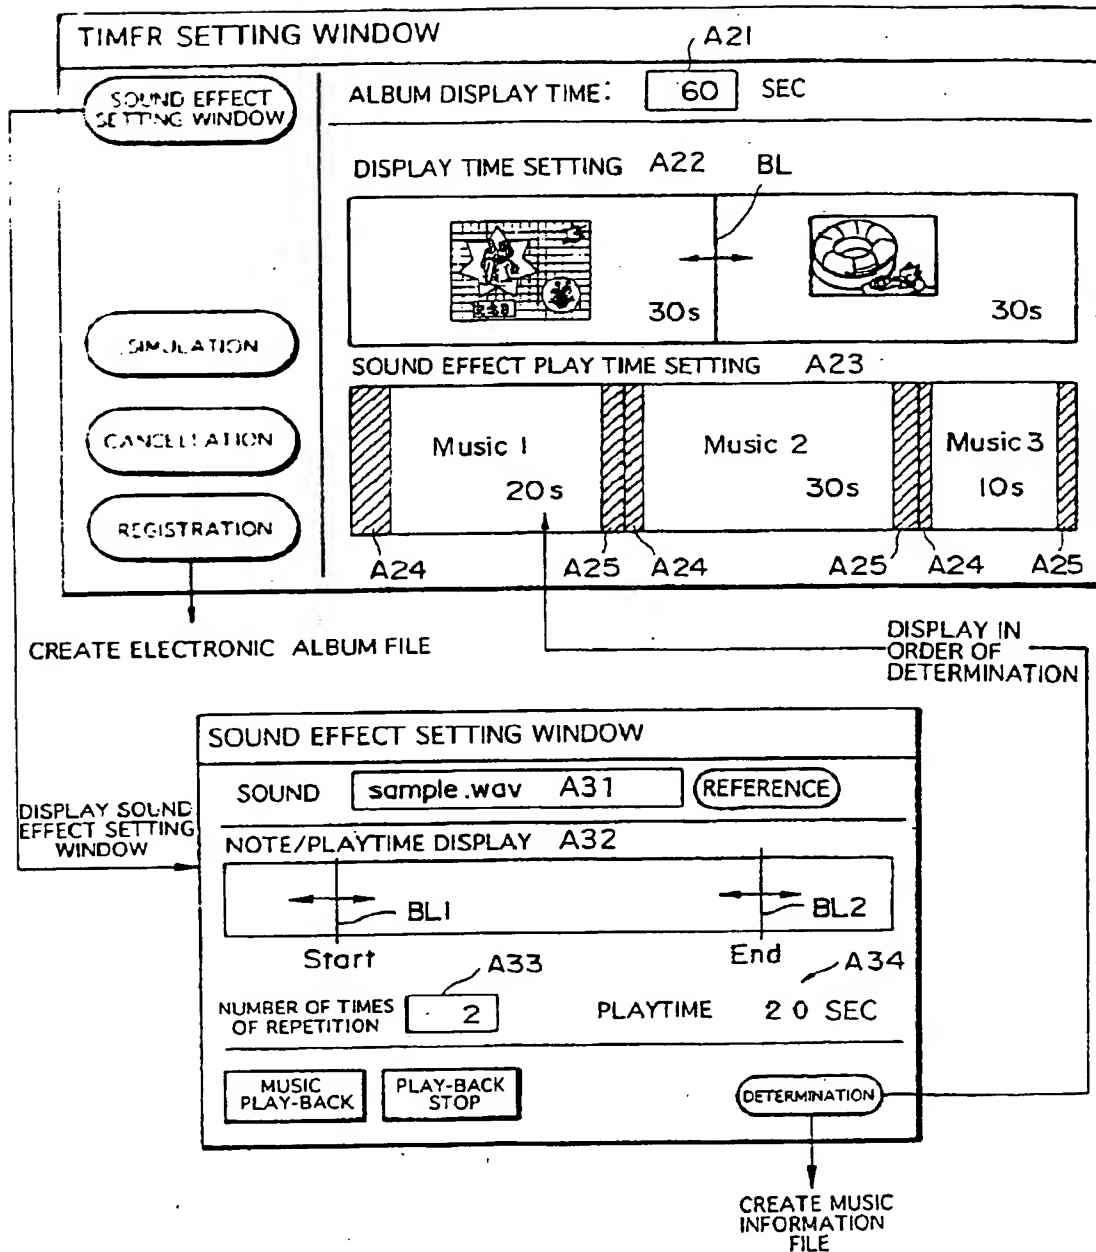 TIMER SETTING WINDOW
A21
SOUND EFFECT
SETTING WINDOW
ALBUM DISPLAY TIME: 60 SEC
DISPLAY TIME SETTING A22 BL
30s
30s
SIMULATION
SOUND EFFECT PLAY TIME SETTING A23
CANCELLATION
Music 1
20s
Music 2
30s
Music 3
10s
REGISTRATION
A24 A25 A24 A25 A24 A25
CREATE ELECTRONIC ALBUM FILE
DISPLAY IN
ORDER OF
DETERMINATION
SOUND EFFECT SETTING WINDOW
SOUND sample.wav A31 REFERENCE
DISPLAY SOUND
EFFECT SETTING
WINDOW
NOTE/PLAYTIME DISPLAY A32
BL1
BL2
Start
End
A33
A34
NUMBER OF TIMES
OF REPETITION
2
PLAYTIME 20 SEC
MUSIC
PLAY-BACK
PLAY-BACK
STOP
DETERMINATION
CREATE MUSIC
INFORMATION
FILE